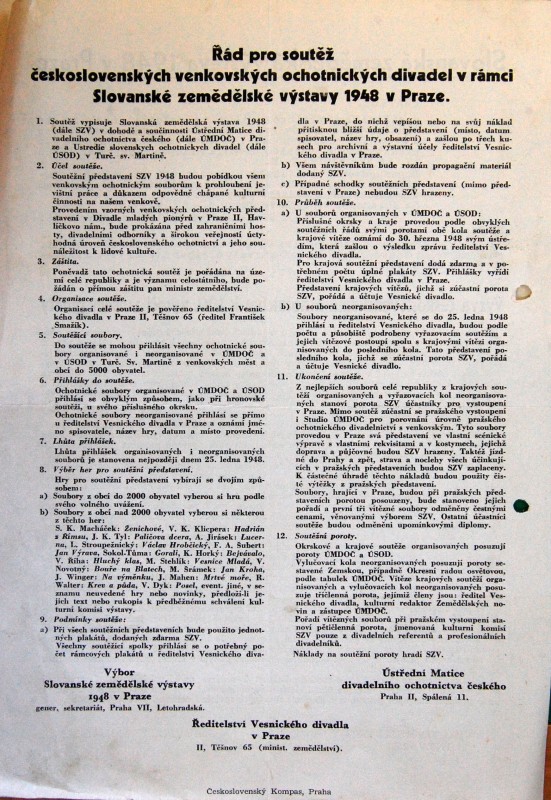 Řád pro soutěž
československých venkovských ochotnických divadel v rámci
Slovanské zemědělské výstavy 1948 v Praze.
1. Soutěž vypisuje Slovanská zemědělská výstava 1948
(dále SZV) v dohodě a součinnosti Ústřední Matice di-
vadelního ochotnictva českého (dále ÚMDOČ) v Pra-
ze a Ustredie slovenskych ochotnickych divadiel (dále
ÚSOD) v Turč. sv. Martině.
2. Účel soutěže.
Soutěžní představení SZV 1948 budou pobídkou všem
venkovským ochotnickým souborům k prohloubení je-
vištní práce a důkazem odpovědně chápané kulturní
činnosti na našem venkově.
Provedením vzorných venkovských ochotnických před-
stavení v Divadle mladých pionýrů v Praze II, Hav-
líčkovo nám., bude prokázána před zahraničními hos-
ty, divadelními odborníky a širokou veřejností úcty-
hodná úroveň československého ochotnictví a jeho sou-
náležitost k lidové kultuře.
3. Záštita.
Poněvadž tato ochotnická soutěž je pořádána na úze-
mí celé republiky a je významu celostátního, bude po-
řádán o přímou záštitu pan ministr zemědělství.
4. Organisace soutěže.
Organisací celé soutěže je pověřeno ředitelství Vesnic-
kého divadla v Praze II, Těšnov 65 (ředitel František
Smažík).
5. Soutěžící soubory.
Do soutěže se mohou přihlásit všechny ochotnické sou-
bory organisované i neorganisované v ÚMDOČ a
v ÚSOD v Turč. Sv. Martině z venkovských měst a
obcí do 5000 obyvatel.
6. Přihlášky do soutěže.
Ochotnické soubory organisované v ÚMDOČ a ÚSOD
přihlásí se obvyklým způsobem, jako při hronovské
soutěži, u svého příslušného okrsku.
Ochotnické soubory neorganisované přihlásí se přímo
u ředitelství Vesnického divadla v Praze a oznámí jmé-
no spisovatele, název hry, datum a místo provedení.
7. Lhůta přihlášek.
Lhůta přihlášek organisovaných i neorganisovaných
souborů je stanovena nejpozději dnem 25. ledna 1948.
8. Výběr her pro soutěžní představení.
Hry pro soutěžní představení vybírají se dvojím způ-
sobem:
a) Soubory z obcí do 2000 obyvatel vyberou si hru podle
svého volného uvážení.
b) Soubory z obcí nad 2000 obyvatel vyberou si některou
z těchto her:
S. K. Macháček: Ženichové, V. K. Klicpera: Hadrián
z Římsu, J. K. Tyl: Paličova dcera, A. Jirásek: Lucer-
na, L. Stroupežnický: Václav Hrobčický, F. A. Šubert:
Jan Výrava, Sokol.Tůma: Gorali, K. Horký: Bejvávalo,
V. Říha: Hluchý klas, M. Stehlík: Vesnice Mladá, V.
Novotný: Bouře na Blatech, M. Šrámek: Jan Krcha,
J. Winger: Na výměnku, J. Mahen: Mrtvé moře, R.
Walter: Krev a půda, V. Dyk: Posel, event. jiné, v se-
znamu neuvedené hry nebo novinky, předloží-li je-
jich text nebo rukopis k předběžnému schválení kul-
turní komisi výstavy.
9. Podmínky soutěže:
a) Při všech soutěžních představeních bude použito jednot-
ných plakátů, dodaných zdarma SZV.
Všechny soutěžící spolky přihlásí se o potřebný po-
čet rámcových plakátů u ředitelství Vesnického diva-
dla v Praze, do nichž vepíšou nebo na svůj náklad
přitisknou bližší údaje o představení (místo, datum
spisovatel, název hry, obsazení) a zašlou po třech ku-
sech pro archivní a výstavní účely ředitelství Vesnic-
kého divadla v Praze.
b) Všem návštěvníkům bude rozdán propagační materiál
dodaný SZV.
c) Případné schodky soutěžních představení (mimo před-
stavení v Praze) nebudou SZV hrazeny.
10. Průběh soutěže.
a) U souborů organisovaných v ÚMDOČ a ÚSOD:
Příslušné okrsky a kraje provedou podle obvyklých
soutěžních řádů svými porotami obě kola soutěže a
krajové vítěze oznámí do 30. března 1948 svým ústře-
dím, která zašlou o výsledku zprávu ředitelství Ves-
nického divadla.
Pro krajová soutěžní představení dodá zdarma a v po-
třebném počtu úplné plakáty SZV. Přihlášky vyřídí
ředitelství Vesnického divadla v Praze.
Představení krajových vítězů, jichž si zúčastní porota
SZV, pořádá a účtuje Vesnické divadlo.
b) U souborů neorganisovaných:
Soubory neorganisované, které se do 25. ledna 1948
přihlásí u ředitelství Vesnického divadla, budou podle
počtu a působiště podrobeny vyřazovacím soutěžím a
jejich vítězové postoupí spolu s krajovými vítězi orga-
nisovaných do posledního kola. Tato představení po-
sledního kola, jichž se zúčastní porota SZV, pořádá
a účtuje Vesnické divadlo.
11. Ukončení soutěže.
Z nejlepších souborů celé republiky z krajových sou-
těží organisovaných a vyřazovacích kol neorganisova-
ných stanoví porota SZV účastníky pro vystoupení
v Praze. Mimo soutěž zúčastní se pražského vystoupení
i Studio ÚMDOČ pro porovnání úrovně pražského
ochotnického divadelnictví s venkovským. Tyto soubory
provedou v Praze svá představení ve vlastní scénické
výpravě s vlastními rekvisitami a v kostymech, jejichž
doprava a půjčovné budou SZV hrazeny. Taktéž jízd-
né do Prahy a zpět, strava a noclehy všech účinkují-
cích v pražských představeních budou SZV zaplaceny.
K částečné úhradě těchto nákladů budou použity čis-
té výtěžky z pražských představení.
Soubory, hrající v Praze, budou při pražských před-
staveních porotou posouzeny, bude stanoveno jejich
pořadí a první tři vítězné soubory odměněny čestnými
cenami, věnovanými výborem SZV. Ostatní účastníci
soutěže budou odměněni upomínkovými diplomy.
12. Soutěžní poroty.
Okrskové a krajové soutěže organisovaných posuzují
poroty ÚMDOČ a ÚSOD.
Vylučovací kola neorganisovaných posuzují poroty se-
stavené Zemskou, případně Okresní radou osvětovou,
podle tabulek ÚMDOČ. Vítěze krajových soutěží orga-
nisovaných a vylučovacích kol neorganisovaných posu-
zuje tříčlenná porota, jejímiž členy jsou: ředitel Ves-
nického divadla, kulturní redaktor Zemědělských no-
vin a zástupce ÚMDOČ.
Pořadí vítězných souborů při pražském vystoupení sta-
noví pětičlenná porota, jmenovaná kulturní komisí
SZV pouze z divadelních referentů a profesionálních
divadelníků.
Náklady na soutěžní poroty hradí SZV.
Výbor
Slovanské zemědělské výstavy
1948 v Praze
gener. sekretariát, Praha VII, Letohradská.
Ústřední Matice
divadelního ochotnictva českého
Praha II, Spálená 11.
Ředitelství Vesnického divadla
v Praze
II, Těšnov 65 (minist. zemědělství).
Československý Kompas, Praha